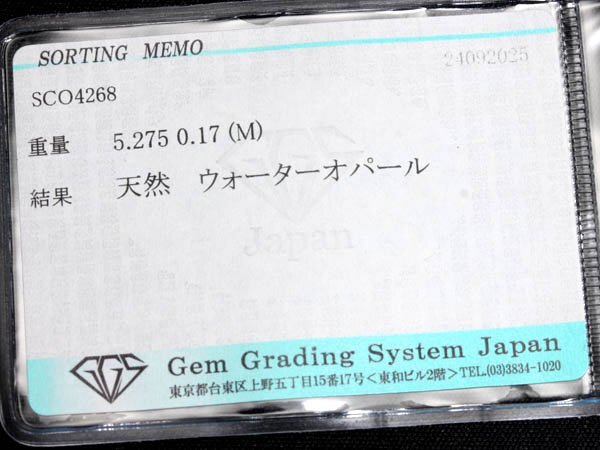 SORTING MEMO
24092025
SCO4268
重量 5.275 0.17 (M)
結果 天然 ウォーターオパール
Japan
GGS Gem Grading System Japan
東京都台東区上野五丁目15番17号＜東和ビル2階＞TEL.(03)3834-1020